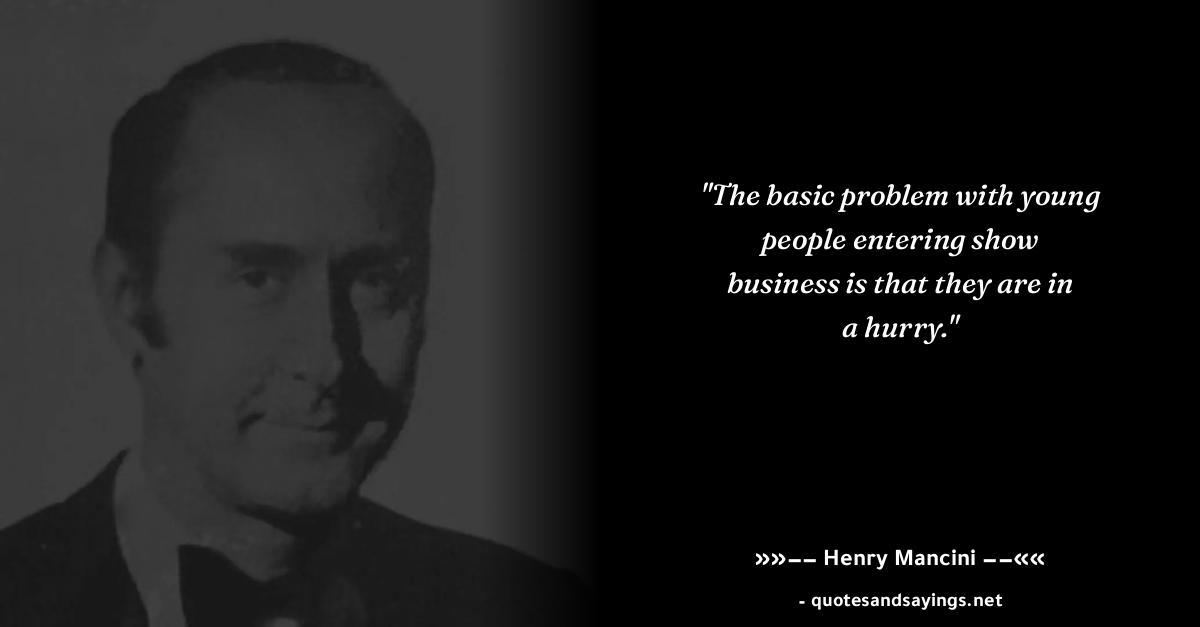 "The basic problem with young
people entering show
business is that they are in
a hurry."
»»−− Henry Mancini −−««
- quotesandsayings.net